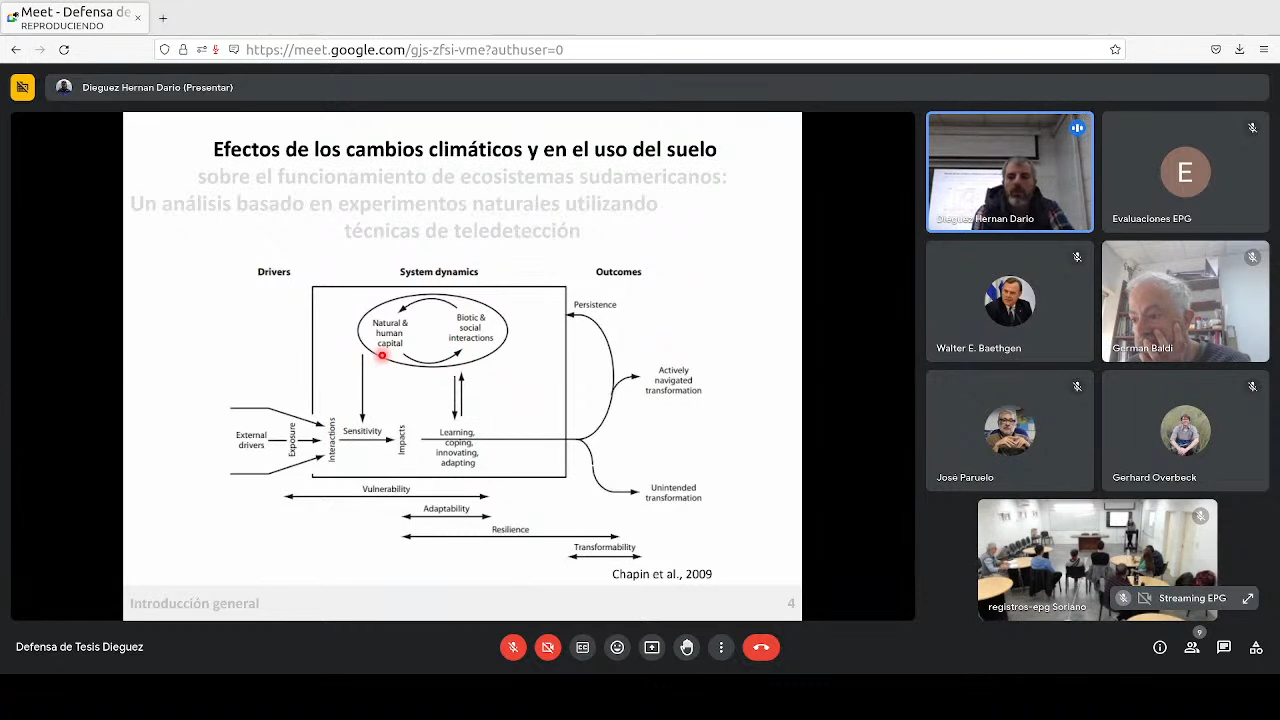 Meet - Defensa de
REPRODUCIENDO
https://meet.google.com/gjs-zfsi-vme?authuser=0
Dieguez Hernan Darío (Presentar)
Efectos de los cambios climáticos y en el uso del suelo
sobre el funcionamiento de ecosistemas sudamericanos:
Un análisis basado en experimentos naturales utilizando
técnicas de teledetección
Drivers
System dynamics
Outcomes
Natural &
human
capital
Biotic &
social
interactions
Persistence
Actively
navigated
transformation
External
drivers
Exposure
Interactions
Sensitivity
Impacts
Learning,
coping,
innovating,
adapting
Unintended
transformation
Vulnerability
Adaptability
Resilience
Transformability
Chapin et al., 2009
Introducción general
4
Dieguez Hernan Darío
E
Evaluaciones EPG
Walter E. Baethgen
Germán Baldi
José Paruelo
Gerhard Overbeck
registros-epg Soriano
Streaming EPG
Defensa de Tesis Dieguez
9